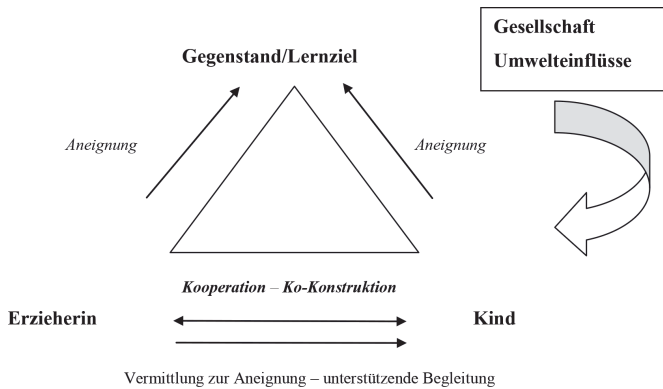 Gesellschaft
Umwelteinflüsse
Gegenstand/Lernziel
Aneignung
Aneignung
Kooperation – Ko-Konstruktion
Erzieherin
Kind
Vermittlung zur Aneignung – unterstützende Begleitung